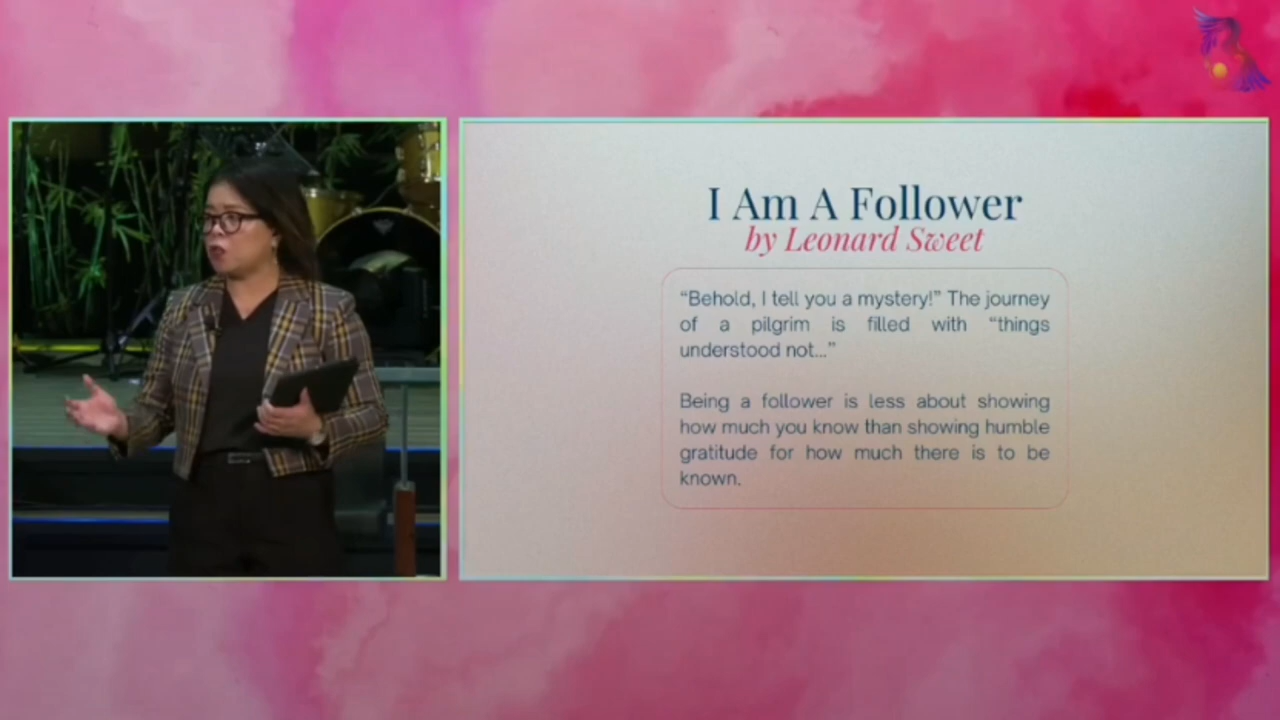 I Am A Follower
by Leonard Sweet
“Behold, I tell you a mystery!” The journey
of a pilgrim is filled with “things
understood not...”
Being a follower is less about showing
how much you know than showing humble
gratitude for how much there is to be
known.